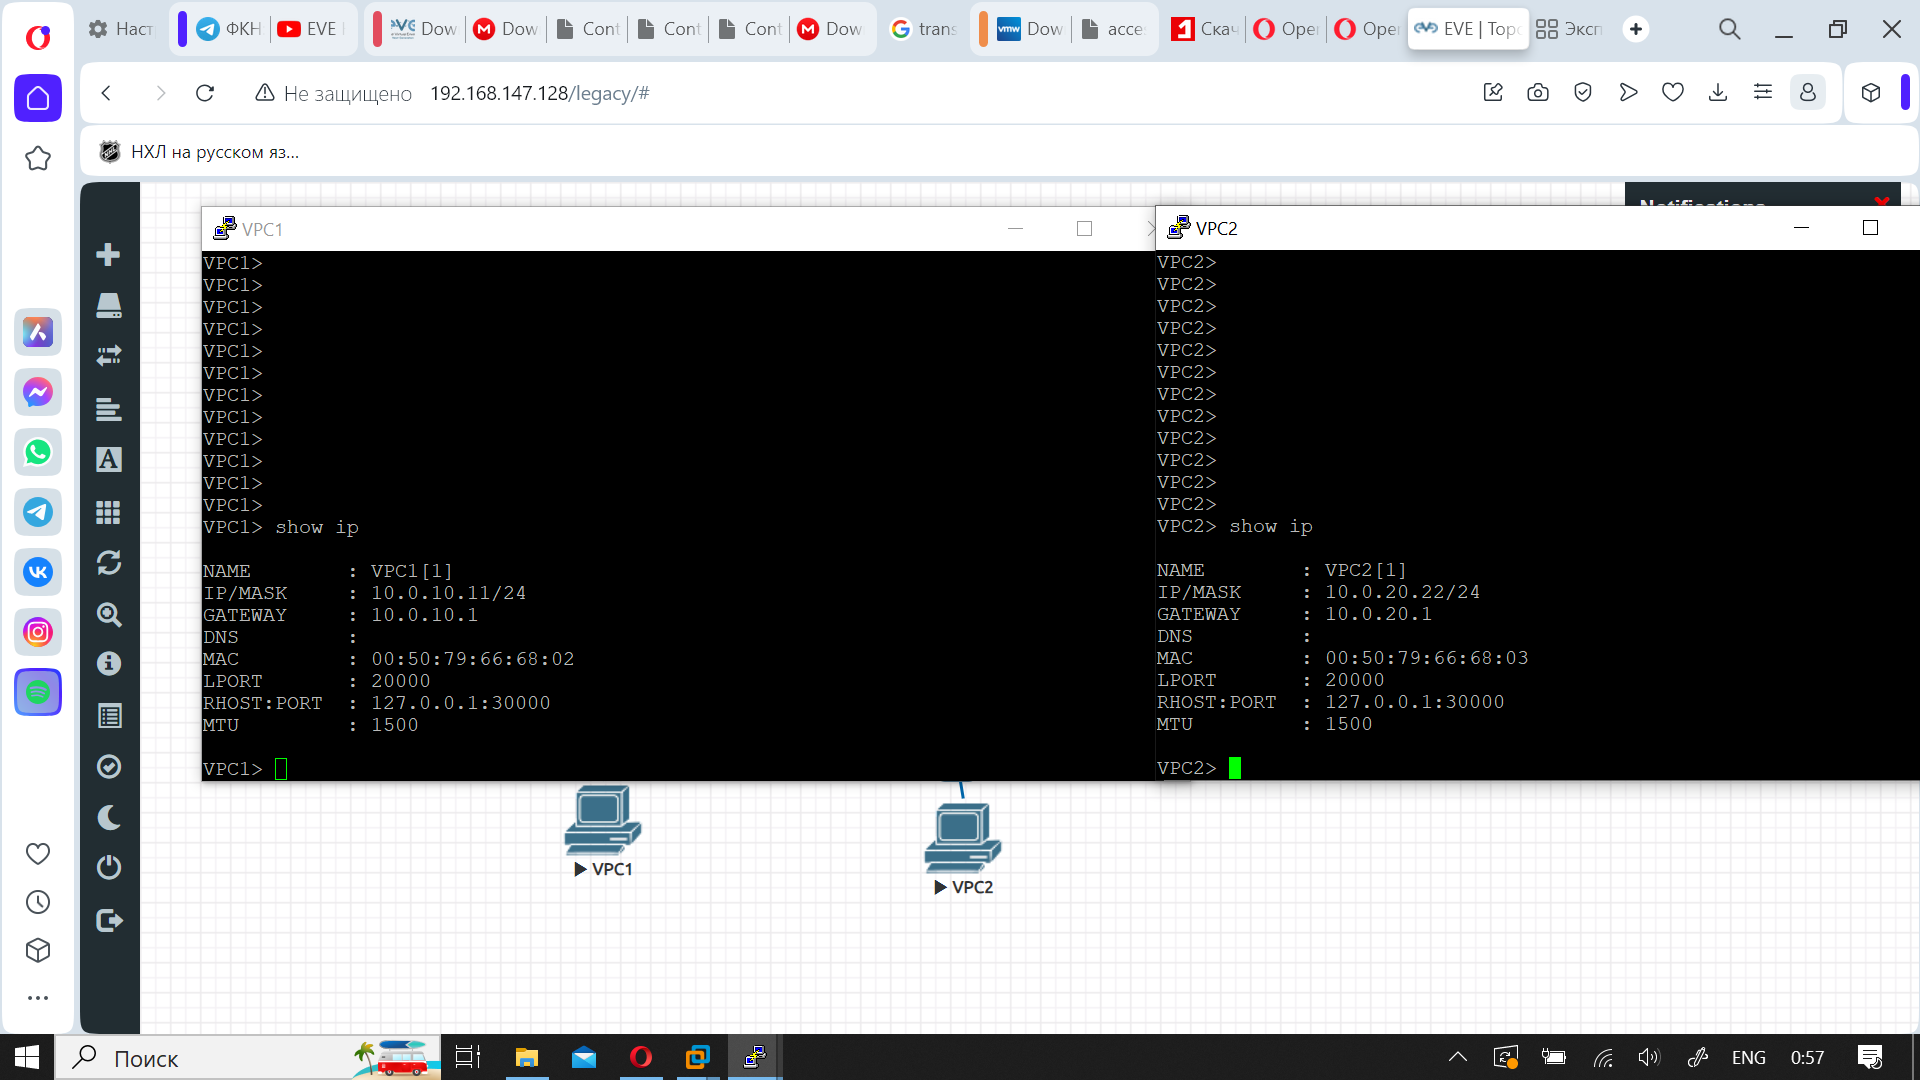 Наст
ФКН
EVE
Dow
Dow
Cont
Cont
Cont
Dow
trans
vmw
Dow
acces
Скач
Oper
Oper
EVE | Торс
Эксп
Не защищено
192.168.147.128/legacy/#
НХЛ на русском яз...
Notifications
VPC1
VPC1>
VPC1>
VPC1>
VPC1>
VPC1>
VPC1>
VPC1>
VPC1>
VPC1>
VPC1>
VPC1>
VPC1>
VPC1> show ip
NAME : VPC1[1]
IP/MASK : 10.0.10.11/24
GATEWAY : 10.0.10.1
DNS :
MAC : 00:50:79:66:68:02
LPORT : 20000
RHOST:PORT : 127.0.0.1:30000
MTU : 1500
VPC1>
VPC2
VPC2>
VPC2>
VPC2>
VPC2>
VPC2>
VPC2>
VPC2>
VPC2>
VPC2>
VPC2>
VPC2>
VPC2>
VPC2> show ip
NAME : VPC2[1]
IP/MASK : 10.0.20.22/24
GATEWAY : 10.0.20.1
DNS :
MAC : 00:50:79:66:68:03
LPORT : 20000
RHOST:PORT : 127.0.0.1:30000
MTU : 1500
VPC2>
VPC1
VPC2
Поиск
ENG
0:57